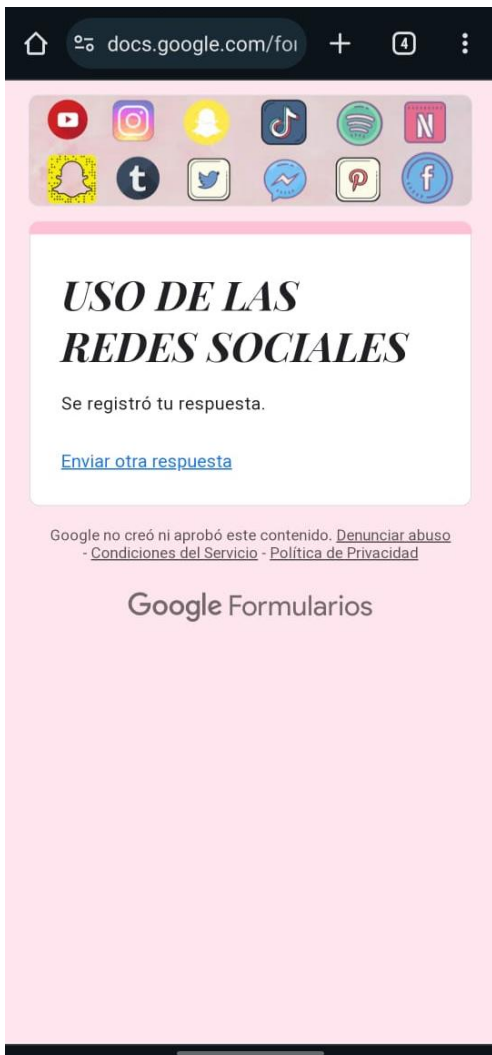 docs.google.com/for
4
N
t
p
f
USO DE LAS
REDES SOCIALES
Se registró tu respuesta.
Enviar otra respuesta
Google no creó ni aprobó este contenido. Denunciar abuso
- Condiciones del Servicio - Política de Privacidad
Google Formularios